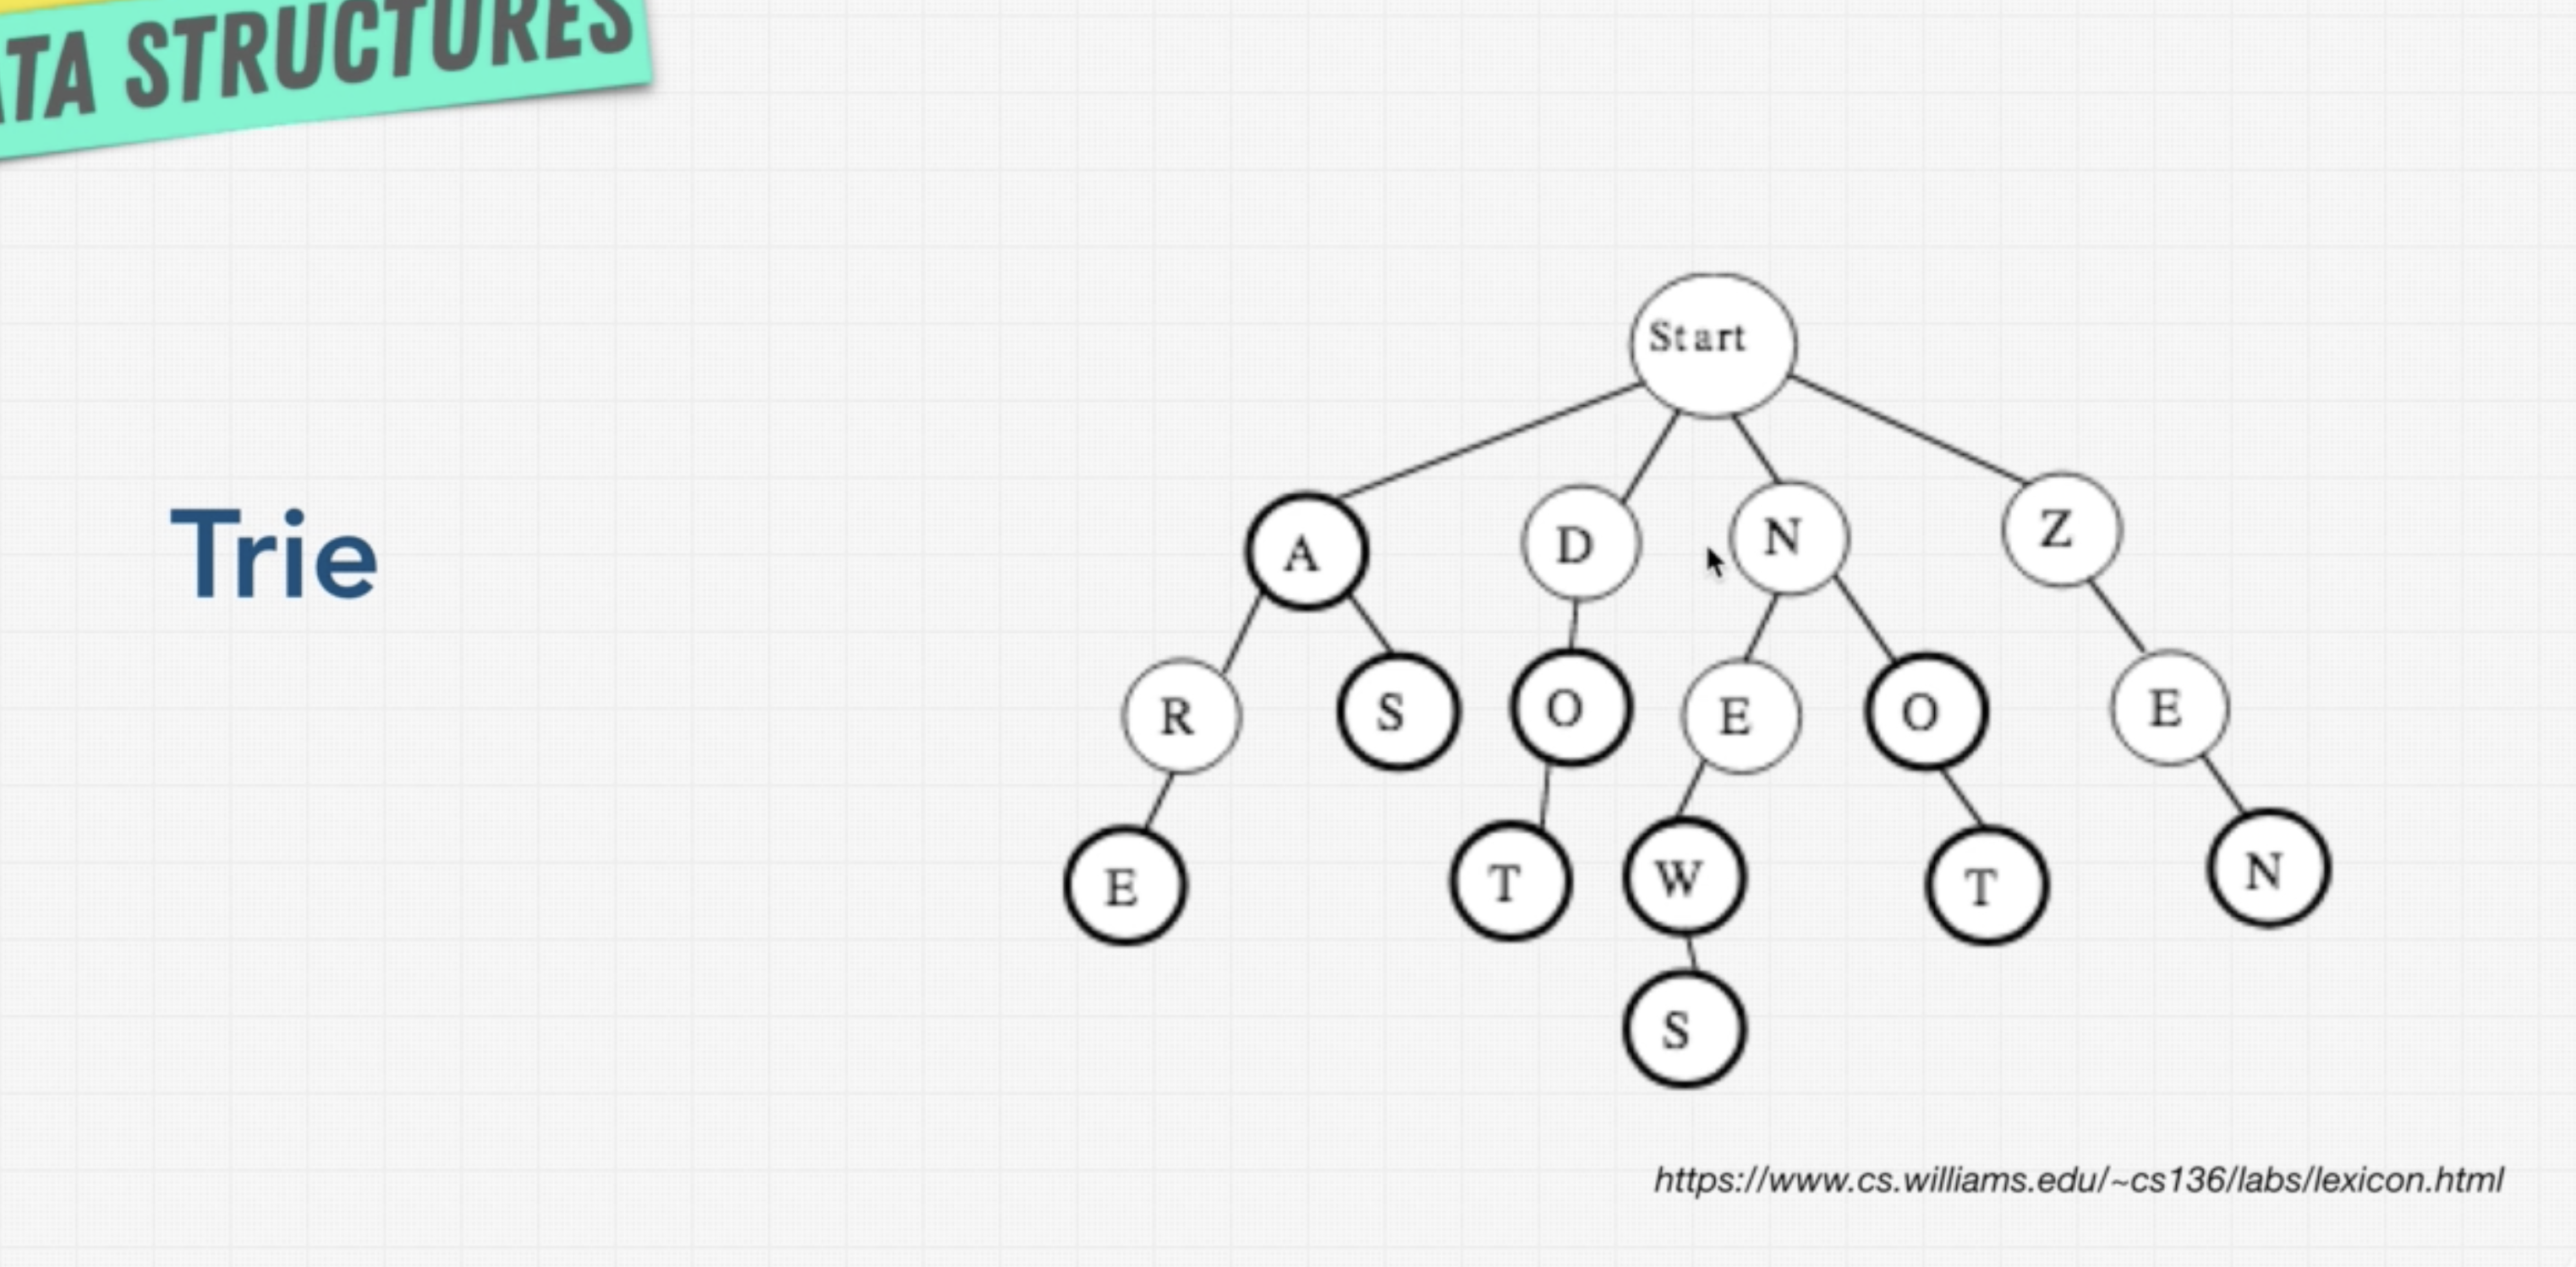 ATA STRUCTURES
Trie
Start
A D N Z
R S O E O E
E T W T N
S
https://www.cs.williams.edu/~cs136/labs/lexicon.html